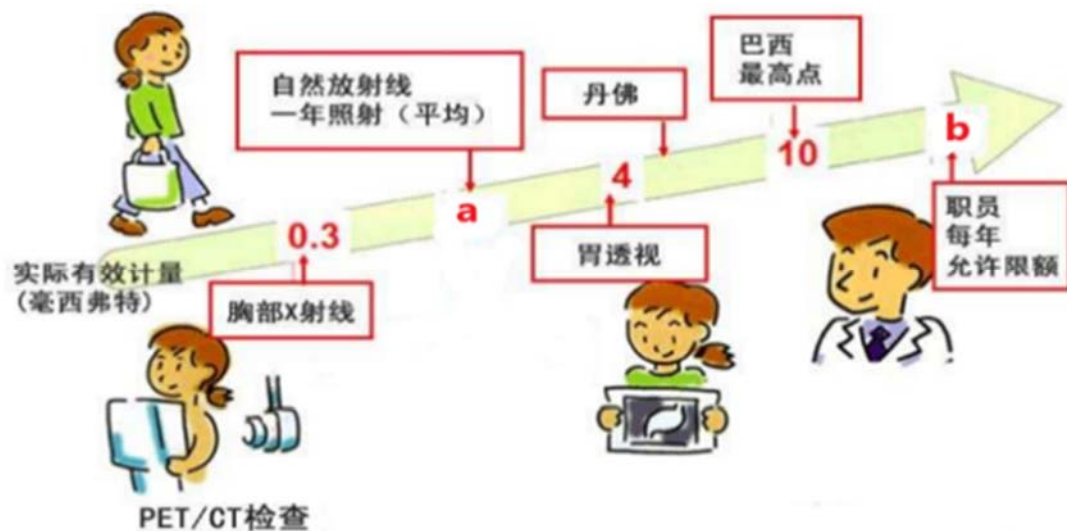 自然放射线
一年照射（平均）
丹佛
巴西
最高点
0.3
a
4
10
b
实际有效计量
(毫西弗特)
胸部X射线
胃透视
职员
每年
允许限额
PET/CT检查